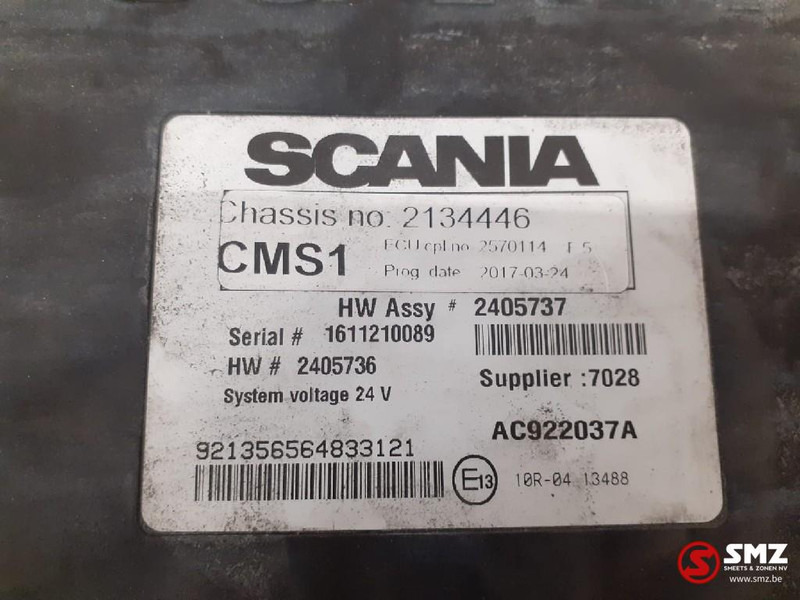 SCANIA
Chassis no: 2134446
CMS1
ECU cpl.no 2570114
Prog date 2017-03-24
HW Assy # 2405737
Serial # 1611210089
HW # 2405736
Supplier :7028
System voltage 24 V
AC922037A
921356564833121
E13 10R-04 13488
SMZ
SMEETS & ZONEN NV
www.smz.be